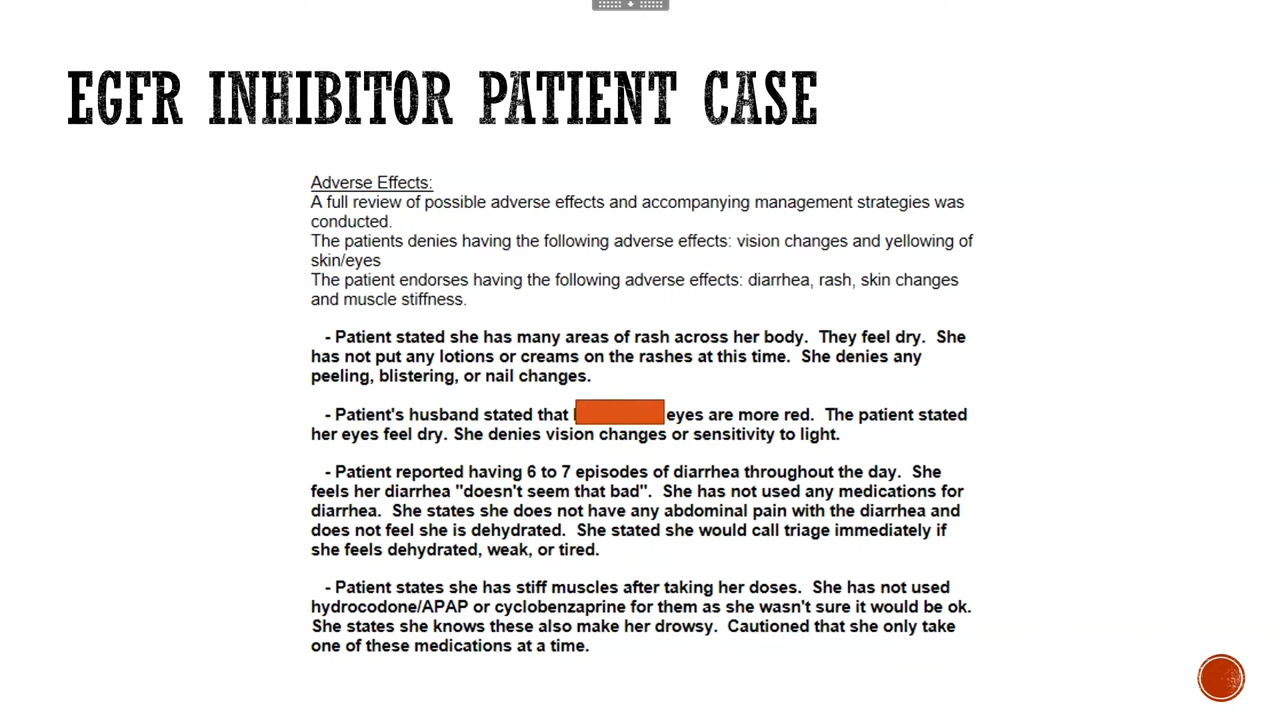 EGFR INHIBITOR PATIENT CASE
Adverse Effects:
A full review of possible adverse effects and accompanying management strategies was
conducted.
The patients denies having the following adverse effects: vision changes and yellowing of
skin/eyes
The patient endorses having the following adverse effects: diarrhea, rash, skin changes
and muscle stiffness.
- Patient stated she has many areas of rash across her body. They feel dry. She
has not put any lotions or creams on the rashes at this time. She denies any
peeling, blistering, or nail changes.
- Patient's husband stated that eyes are more red. The patient stated
her eyes feel dry. She denies vision changes or sensitivity to light.
- Patient reported having 6 to 7 episodes of diarrhea throughout the day. She
feels her diarrhea "doesn't seem that bad". She has not used any medications for
diarrhea. She states she does not have any abdominal pain with the diarrhea and
does not feel she is dehydrated. She stated she would call triage immediately if
she feels dehydrated, weak, or tired.
- Patient states she has stiff muscles after taking her doses. She has not used
hydrocodone/APAP or cyclobenzaprine for them as she wasn't sure it would be ok.
She states she knows these also make her drowsy. Cautioned that she only take
one of these medications at a time.